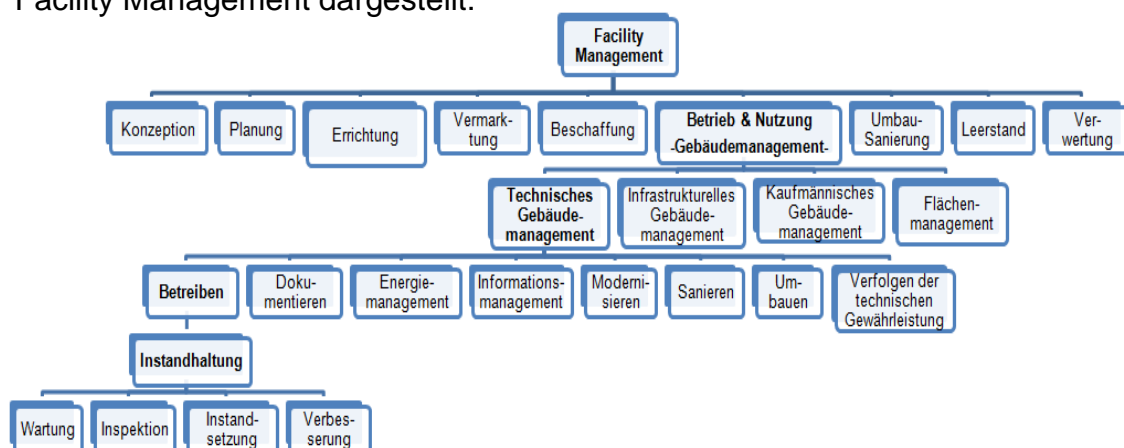 Facility Management dargestellt.
Facility
Management
Konzeption
Planung
Errichtung
Vermark-
tung
Beschaffung
Betrieb & Nutzung
-Gebäudemanagement-
Umbau-
Sanierung
Leerstand
Ver-
wertung
Technisches
Gebäude-
management
Infrastrukturelles
Gebäude-
management
Kaufmännisches
Gebäude-
management
Flächen-
management
Betreiben
Doku-
mentieren
Energie-
management
Informations-
management
Moderni-
sieren
Sanieren
Um-
bauen
Verfolgen der
technischen
Gewährleistung
Instandhaltung
Wartung
Inspektion
Instand-
setzung
Verbes-
serung